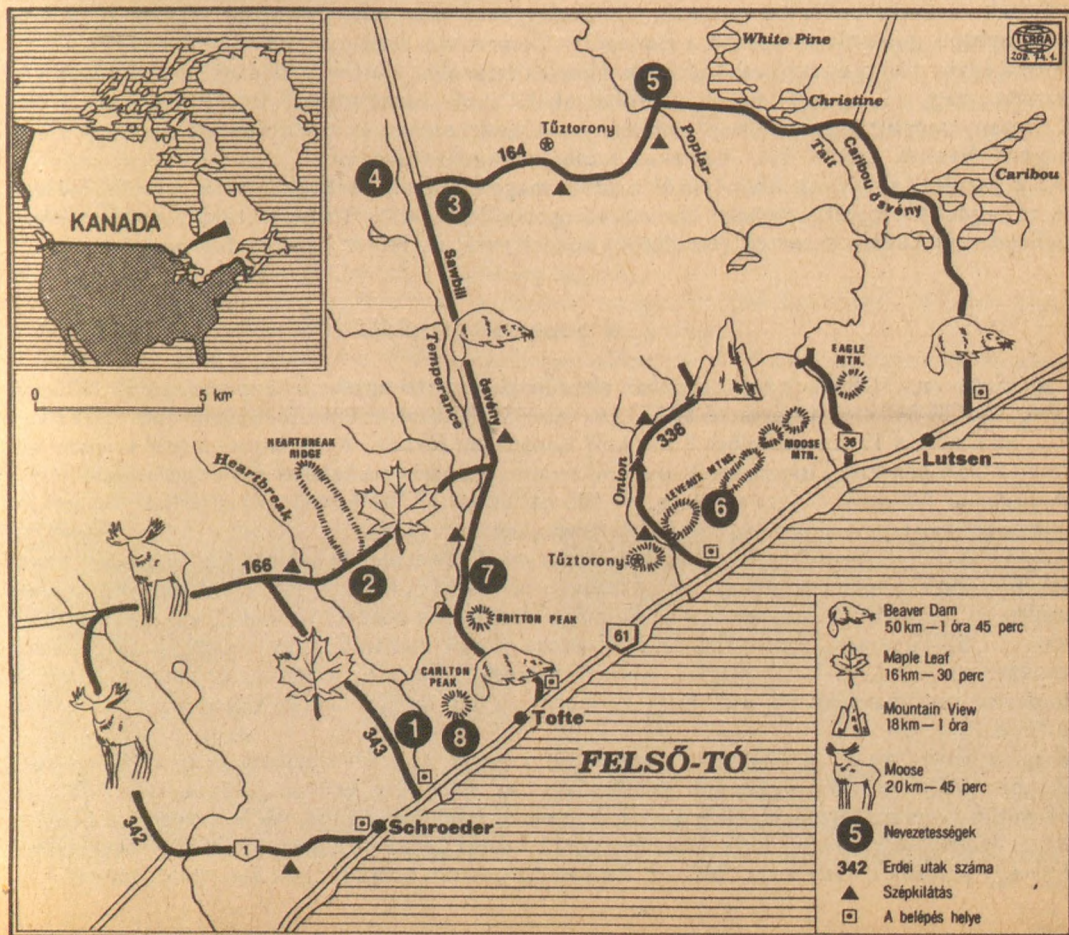 KANADA
0 5 km
White Pine
TERRA
5
Christine
Tűztorony
Poplar
Tait
164
4
3
Caribou ösvény
Caribou
Sawbill
ösvény
Temperance
EAGLE
MTN.
336
36
MOOSE
MTN.
Lutsen
HEARTBREAK
RIDGE
Heartbreak
Onion
LEVEAUX MTNS.
6
Tűztorony
166
2
7
BRITTON PEAK
61
CARLTON
PEAK
1
8
Tofte
343
FELSŐ-TÓ
Schroeder
342
1
Beaver Dam
50 km — 1 óra 45 perc
Maple Leaf
16 km — 30 perc
Mountain View
18 km — 1 óra
Moose
20 km — 45 perc
5 Nevezetességek
342 Erdei utak száma
Szépkilátás
A belépés helye